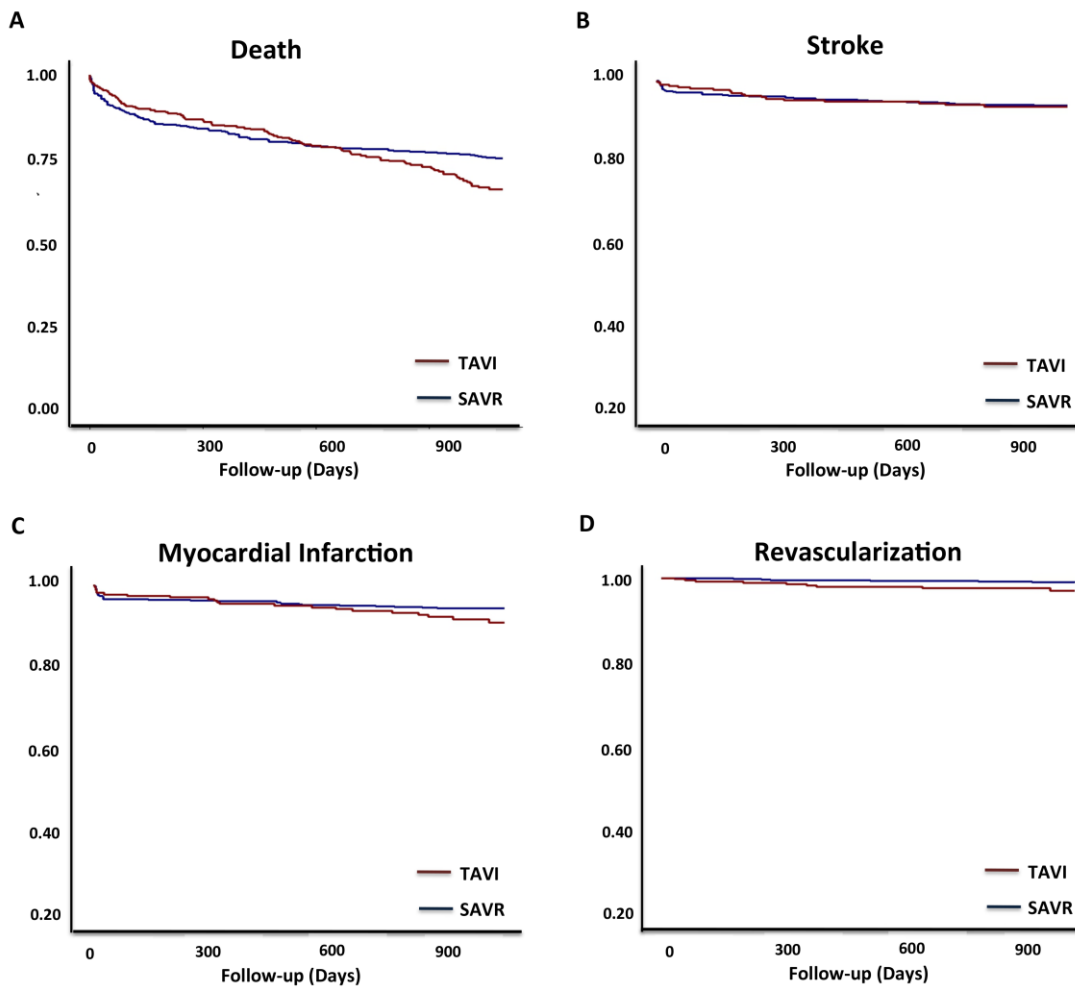 A
Death
1.00
0.75
0.50
0.25
0.00
TAVI
SAVR
0 300 600 900
Follow-up (Days)
B
Stroke
1.00
0.80
0.60
0.40
0.20
TAVI
SAVR
0 300 600 900
Follow-up (Days)
C
Myocardial Infarction
1.00
0.80
0.60
0.40
0.20
TAVI
SAVR
0 300 600 900
Follow-up (Days)
D
Revascularization
1.00
0.80
0.60
0.40
0.20
TAVI
SAVR
0 300 600 900
Follow-up (Days)